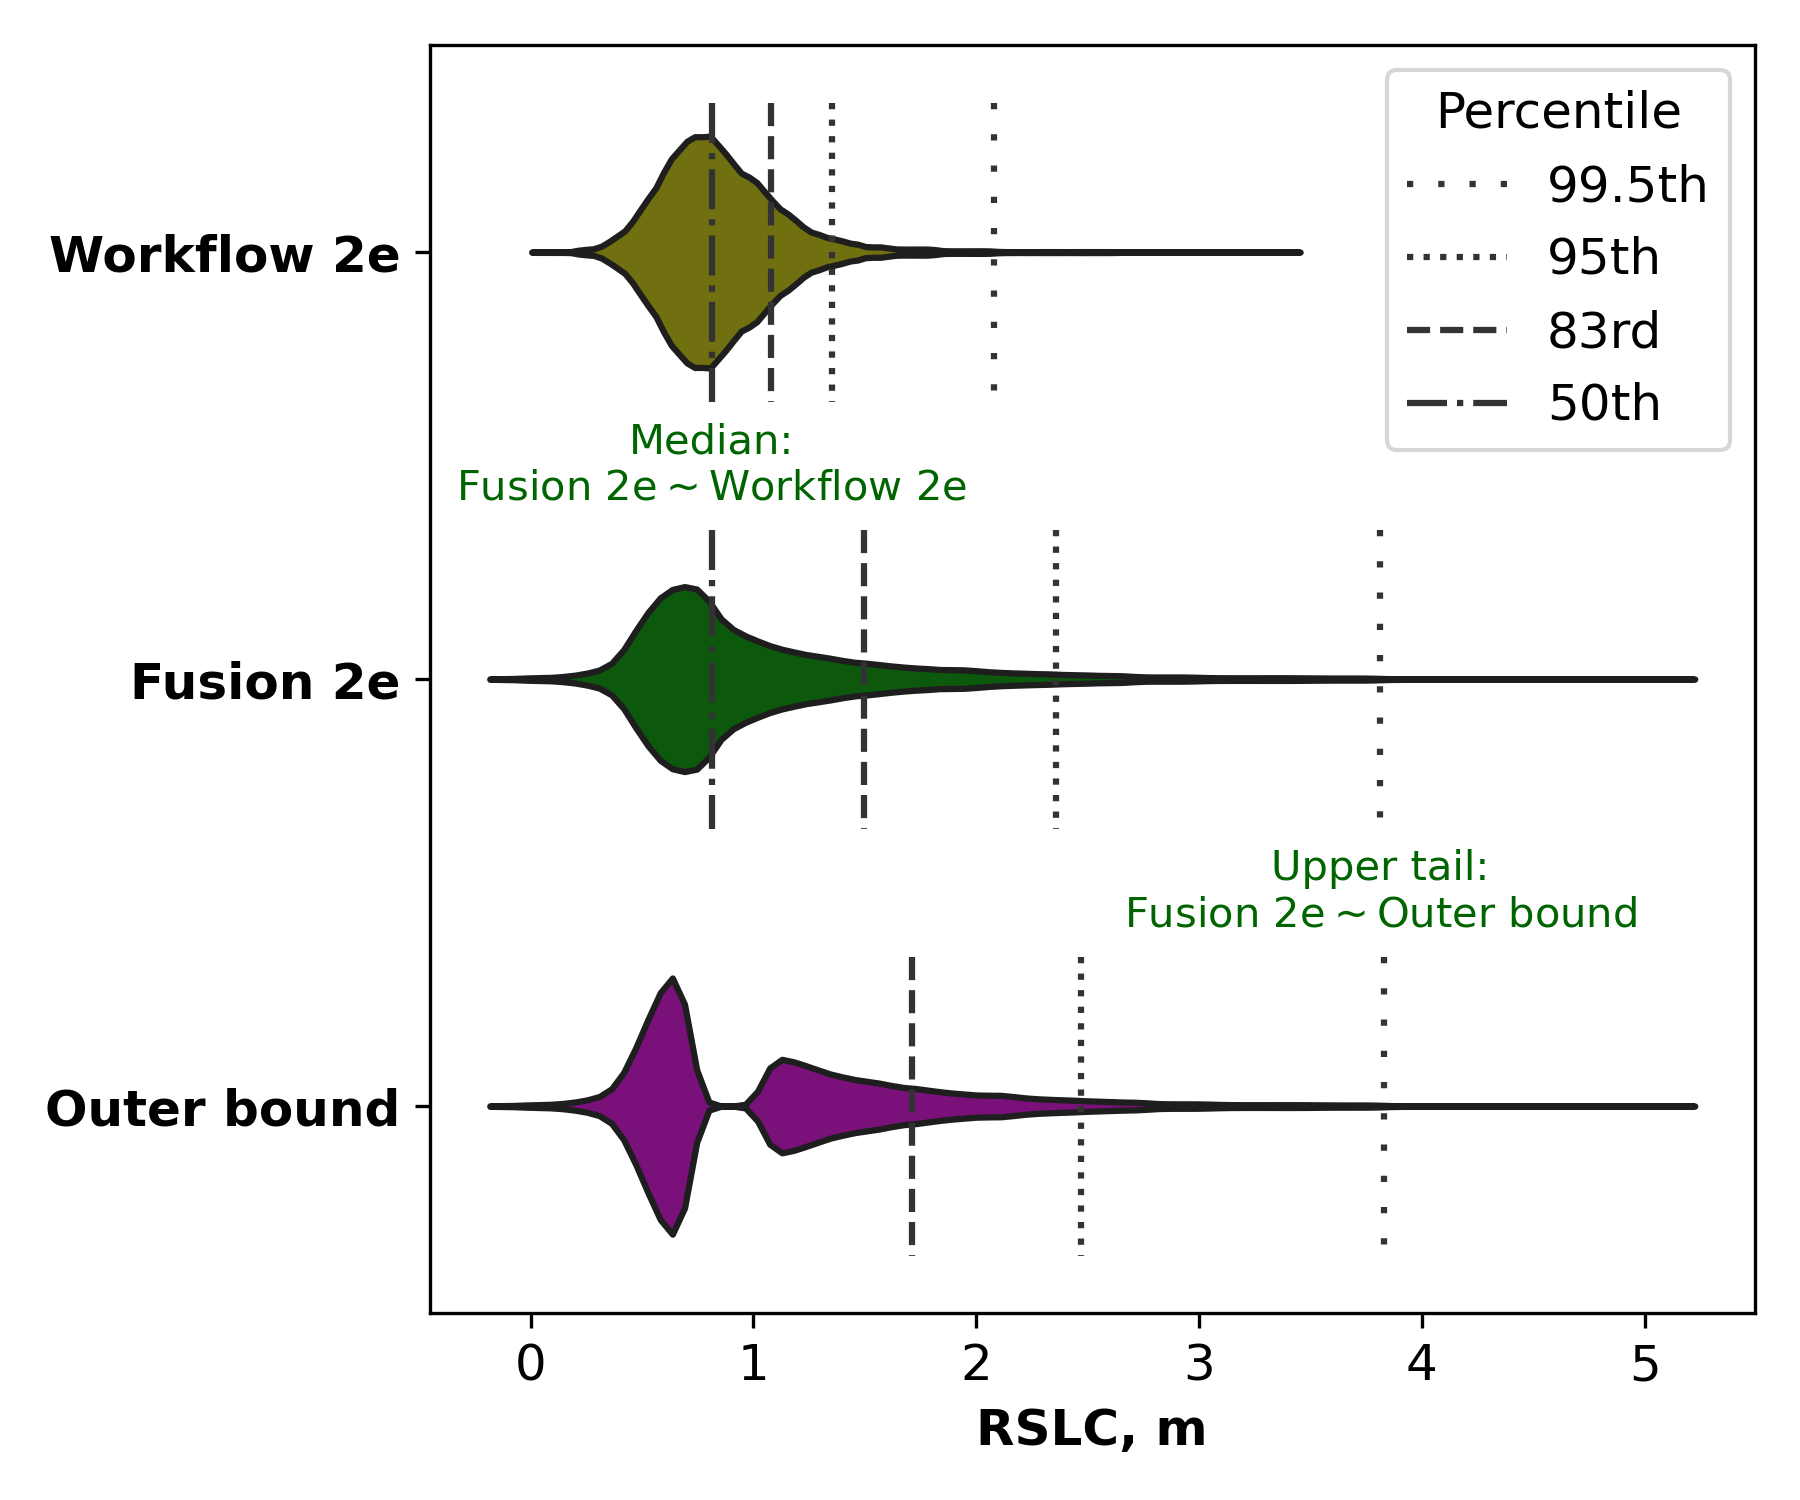 Percentile
99.5th
95th
83rd
50th
Workflow 2e
Median:
Fusion 2e ~ Workflow 2e
Fusion 2e
Upper tail:
Fusion 2e ~ Outer bound
Outer bound
0 1 2 3 4 5
RSLC, m